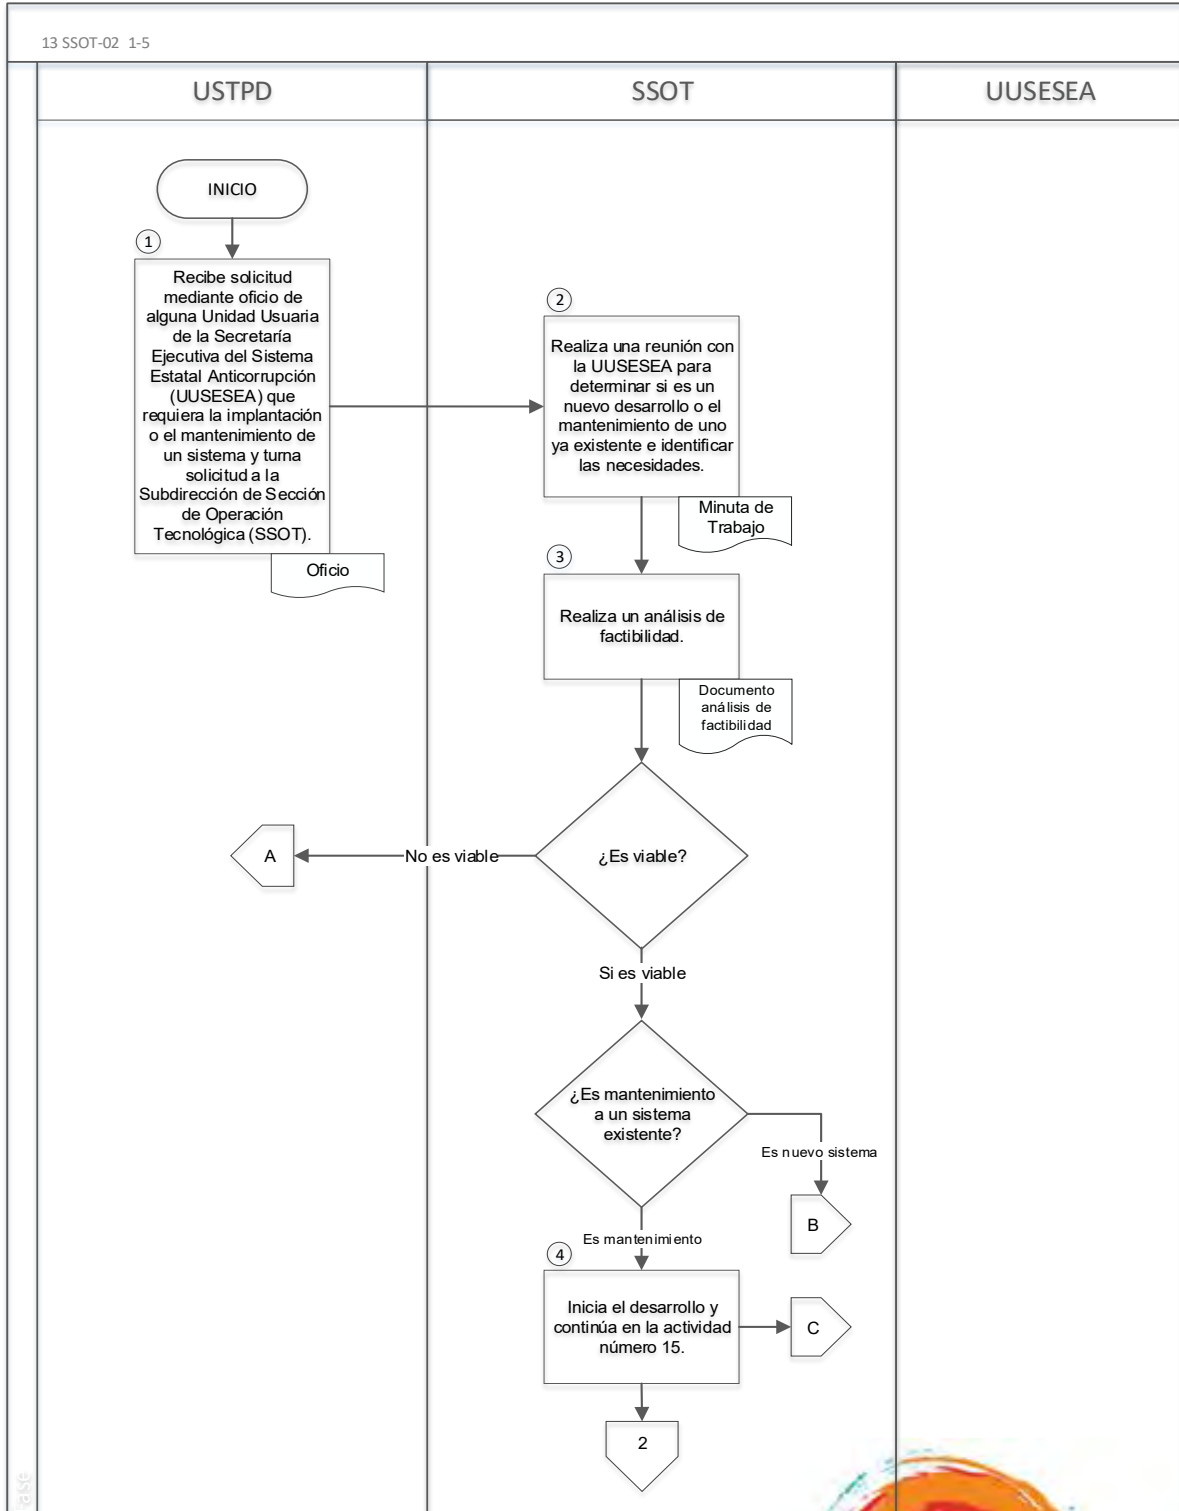 13 SSOT-02 1-5
USTPD
SSOT
UUSESEA
INICIO
1
Recibe solicitud
mediante oficio de
alguna Unidad Usuaria
de la Secretaría
Ejecutiva del Sistema
Estatal Anticorrupción
(UUSESEA) que
requiera la implantación
o el mantenimiento de
un sistema y turna
solicitud a la
Subdirección de Sección
de Operación
Tecnológica (SSOT).
Oficio
2
Realiza una reunión con
la UUSESEA para
determinar si es un
nuevo desarrollo o el
mantenimiento de uno
ya existente e identificar
las necesidades.
Minuta de
Trabajo
3
Realiza un análisis de
factibilidad.
Documento
análisis de
factibilidad
¿Es viable?
No es viable
A
Si es viable
¿Es mantenimiento
a un sistema
existente?
Es nuevo sistema
B
Es mantenimiento
4
Inicia el desarrollo y
continúa en la actividad
número 15.
C
2
Fase